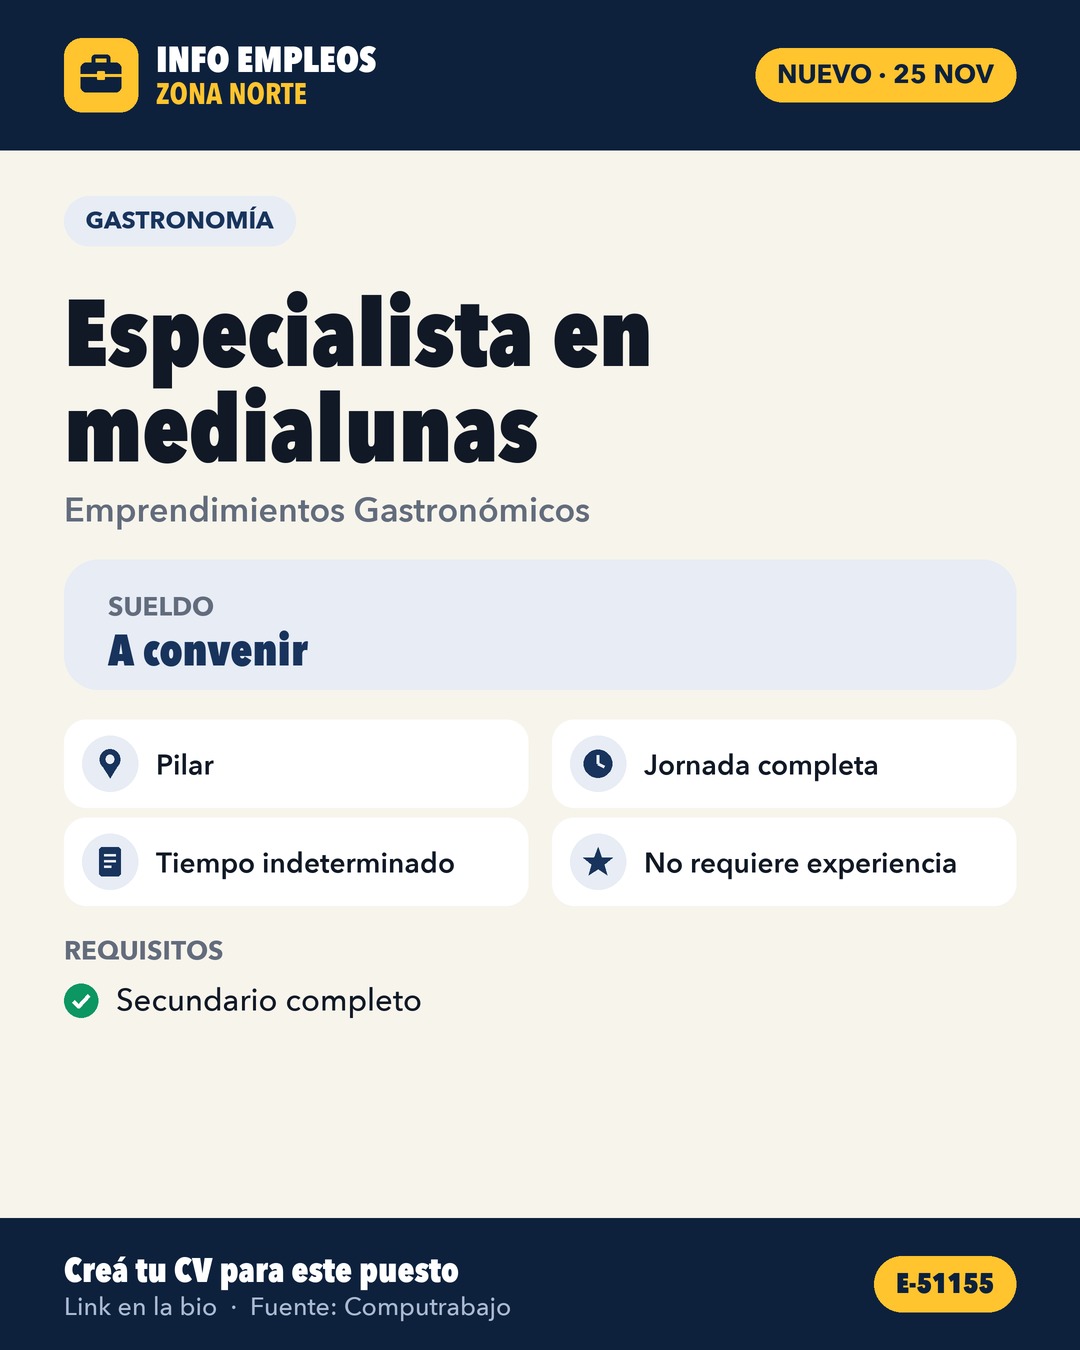 INFO EMPLEOS
ZONA NORTE
NUEVO · 25 NOV
GASTRONOMÍA
Especialista en
medialunas
Emprendimientos Gastronómicos
SUELDO
A convenir
Pilar
Jornada completa
Tiempo indeterminado
No requiere experiencia
REQUISITOS
Secundario completo
Creá tu CV para este puesto
Link en la bio · Fuente: Computrabajo
E-51155